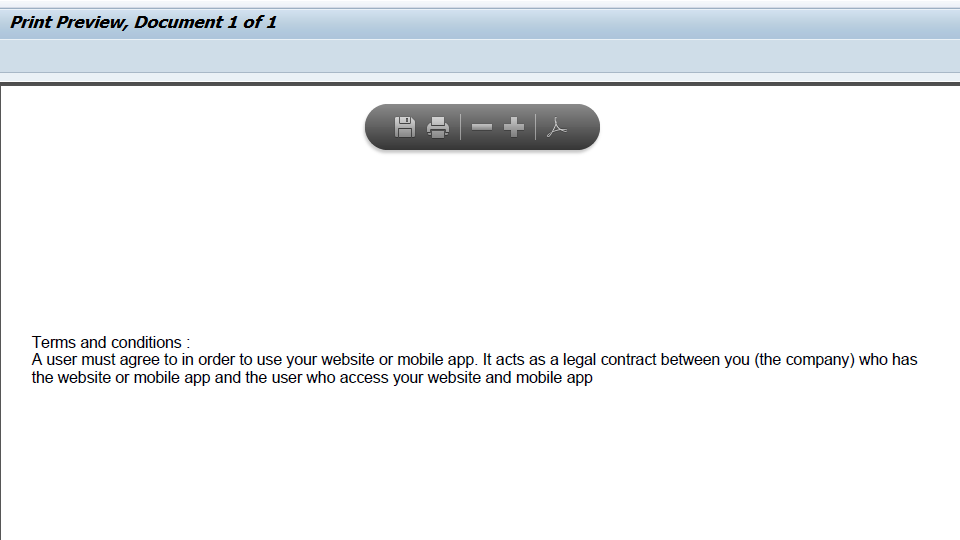 Print Preview, Document 1 of 1
Terms and conditions :
A user must agree to in order to use your website or mobile app. It acts as a legal contract between you (the company) who has
the website or mobile app and the user who access your website and mobile app